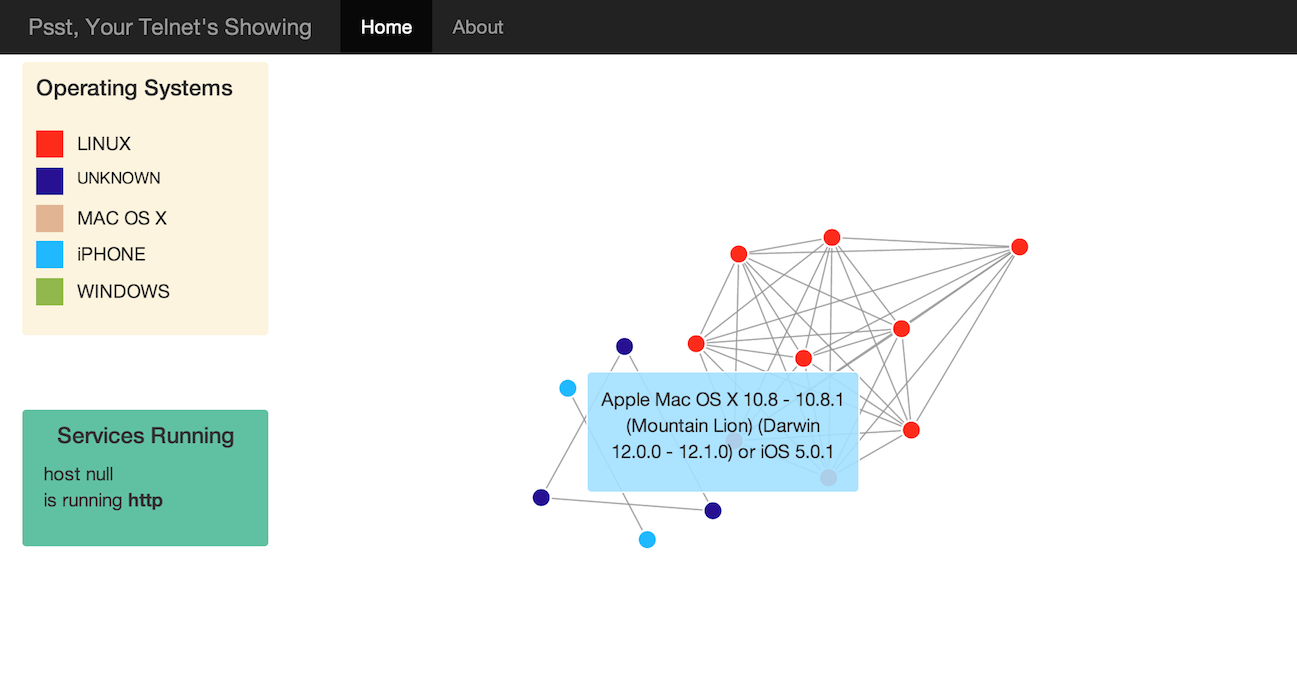 Psst, Your Telnet's Showing
Home
About
Operating Systems
LINUX
UNKNOWN
MAC OS X
iPHONE
WINDOWS
Services Running
host null
is running http
Apple Mac OS X 10.8 - 10.8.1
(Mountain Lion) (Darwin
12.0.0 - 12.1.0) or iOS 5.0.1